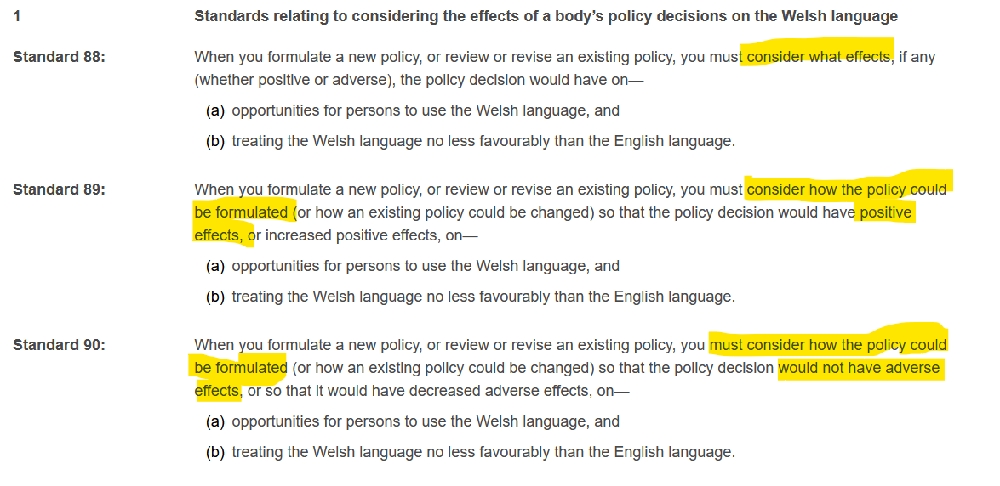 1 Standards relating to considering the effects of a body's policy decisions on the Welsh language
Standard 88: When you formulate a new policy, or review or revise an existing policy, you must consider what effects, if any
(whether positive or adverse), the policy decision would have on—
(a) opportunities for persons to use the Welsh language, and
(b) treating the Welsh language no less favourably than the English language.
Standard 89: When you formulate a new policy, or review or revise an existing policy, you must consider how the policy could
be formulated (or how an existing policy could be changed) so that the policy decision would have positive
effects, or increased positive effects, on—
(a) opportunities for persons to use the Welsh language, and
(b) treating the Welsh language no less favourably than the English language.
Standard 90: When you formulate a new policy, or review or revise an existing policy, you must consider how the policy could
be formulated (or how an existing policy could be changed) so that the policy decision would not have adverse
effects, or so that it would have decreased adverse effects, on—
(a) opportunities for persons to use the Welsh language, and
(b) treating the Welsh language no less favourably than the English language.